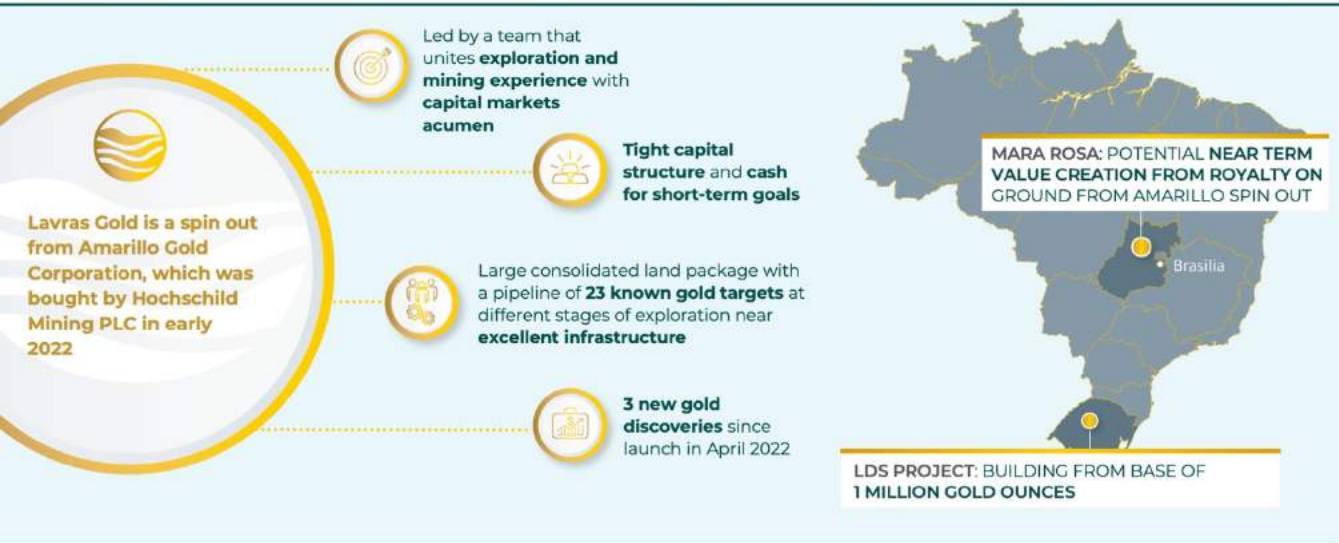 Led by a team that
unites exploration and
mining experience with
capital markets
acumen
Tight capital
structure and cash
for short-term goals
Lavras Gold is a spin out
from Amarillo Gold
Corporation, which was
bought by Hochschild
Mining PLC in early
2022
Large consolidated land package with
a pipeline of 23 known gold targets at
different stages of exploration near
excellent infrastructure
3 new gold
discoveries since
launch in April 2022
MARA ROSA: POTENTIAL NEAR TERM
VALUE CREATION FROM ROYALTY ON
GROUND FROM AMARILLO SPIN OUT
Brasilia
LDS PROJECT: BUILDING FROM BASE OF
1 MILLION GOLD OUNCES